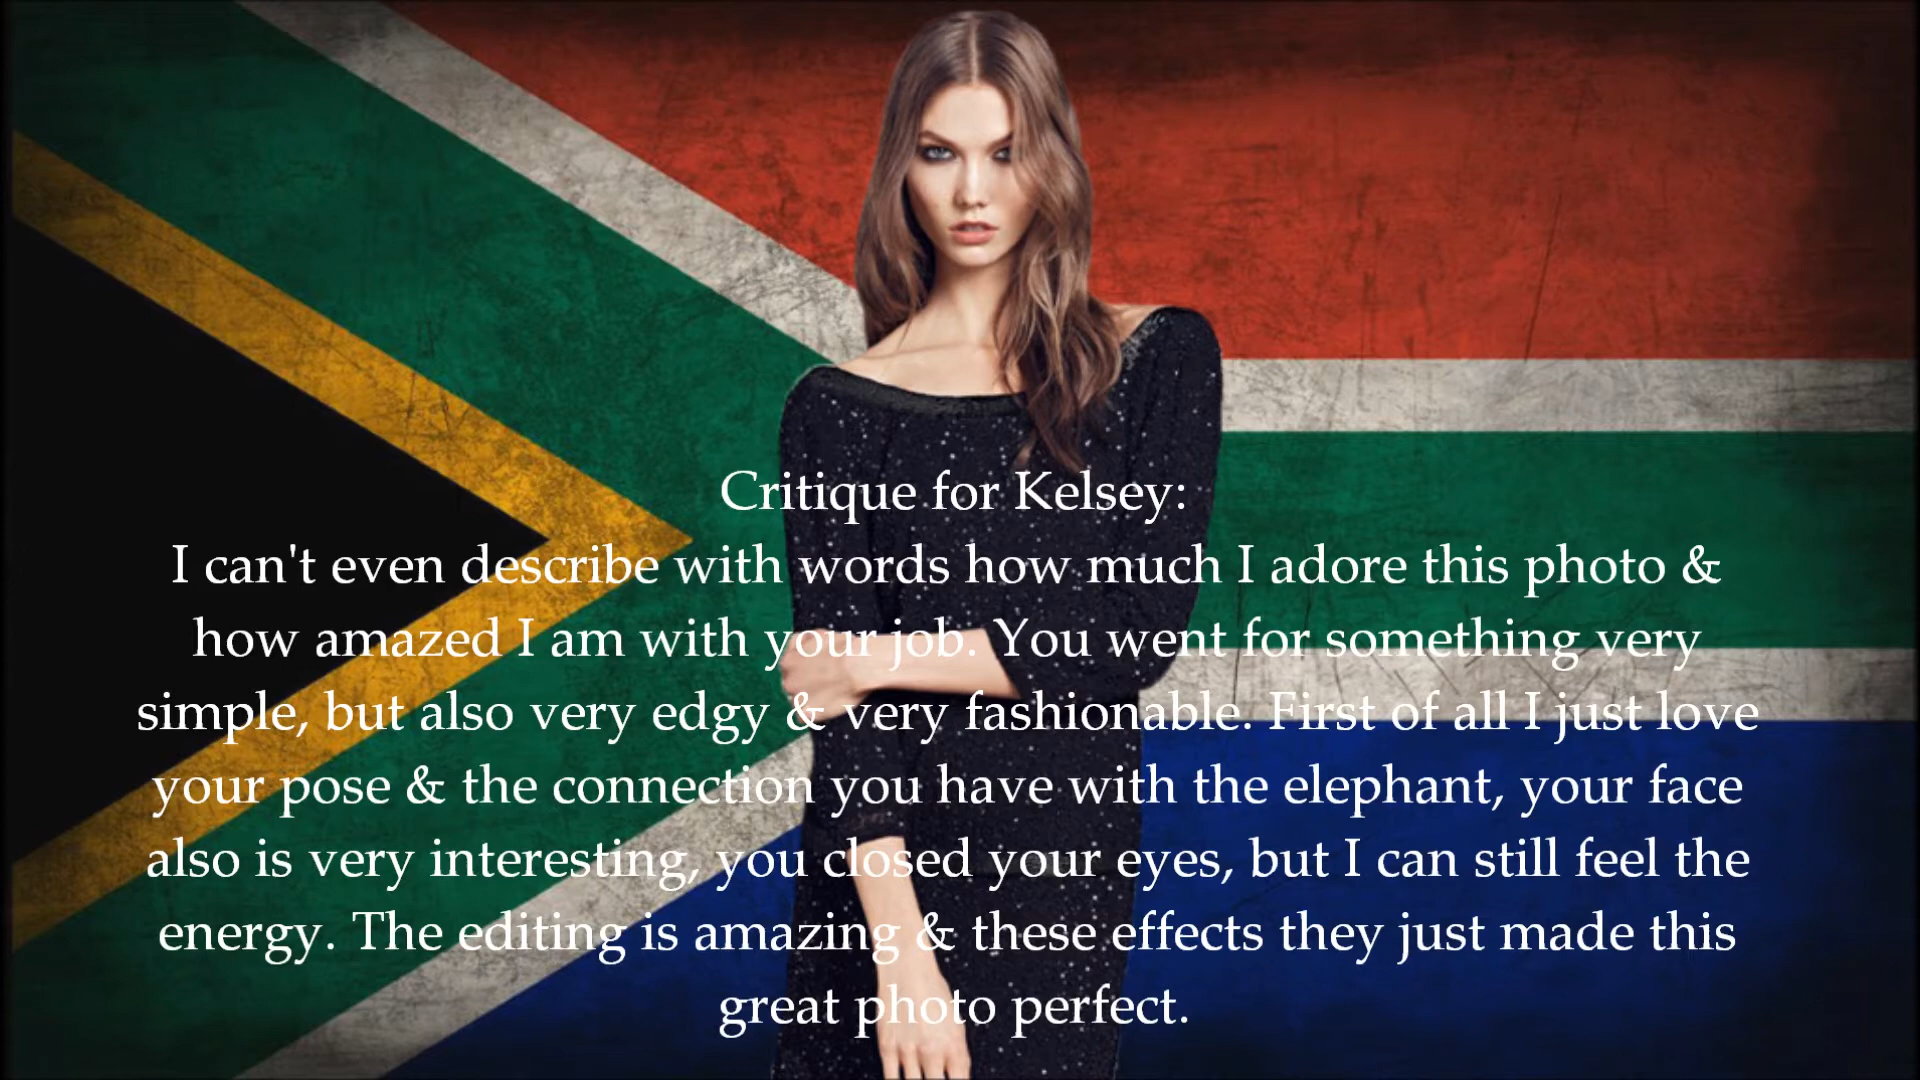 Critique for Kelsey:
I can't even describe with words how much I adore this photo &
how amazed I am with your job. You went for something very
simple, but also very edgy & very fashionable. First of all I just love
your pose & the connection you have with the elephant, your face
also is very interesting, you closed your eyes, but I can still feel the
energy. The editing is amazing & these effects they just made this
great photo perfect.